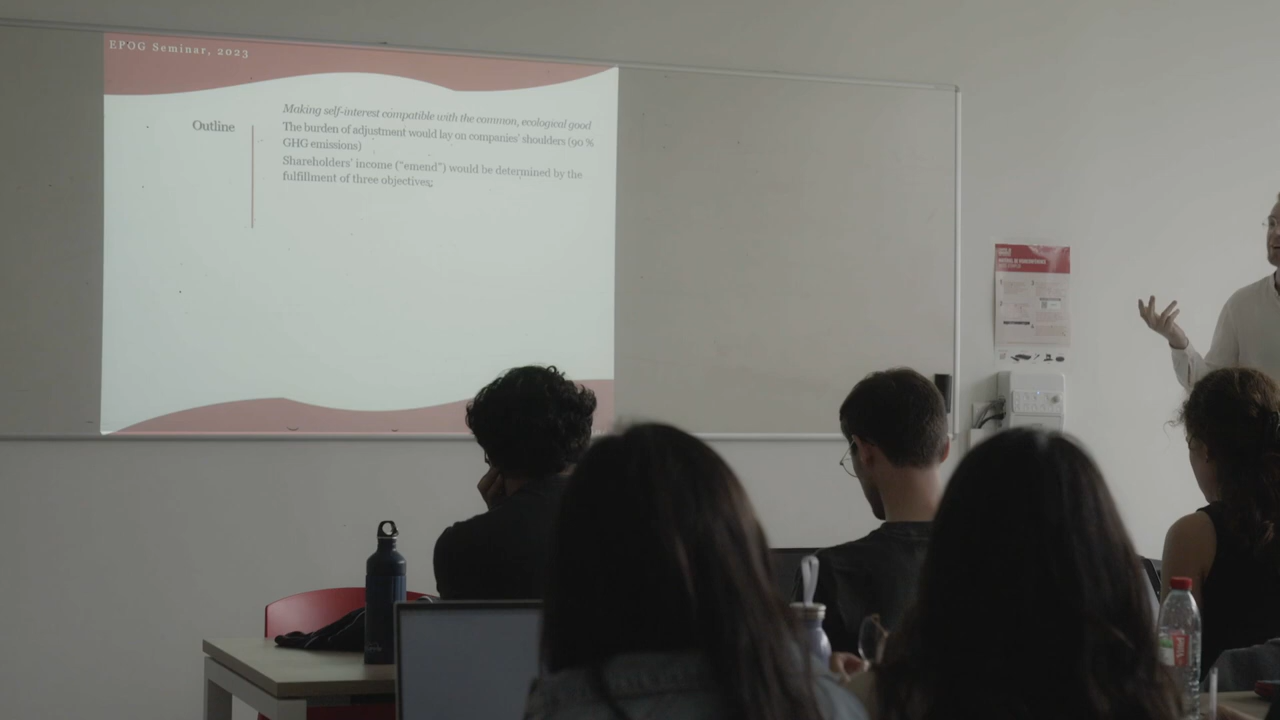 EPOG Seminar, 2023
Outline
Making self-interest compatible with the common, ecological good
The burden of adjustment would lay on companies' shoulders (90 %
GHG emissions)
Shareholders' income ("emend") would be determined by the
fulfillment of three objectives: